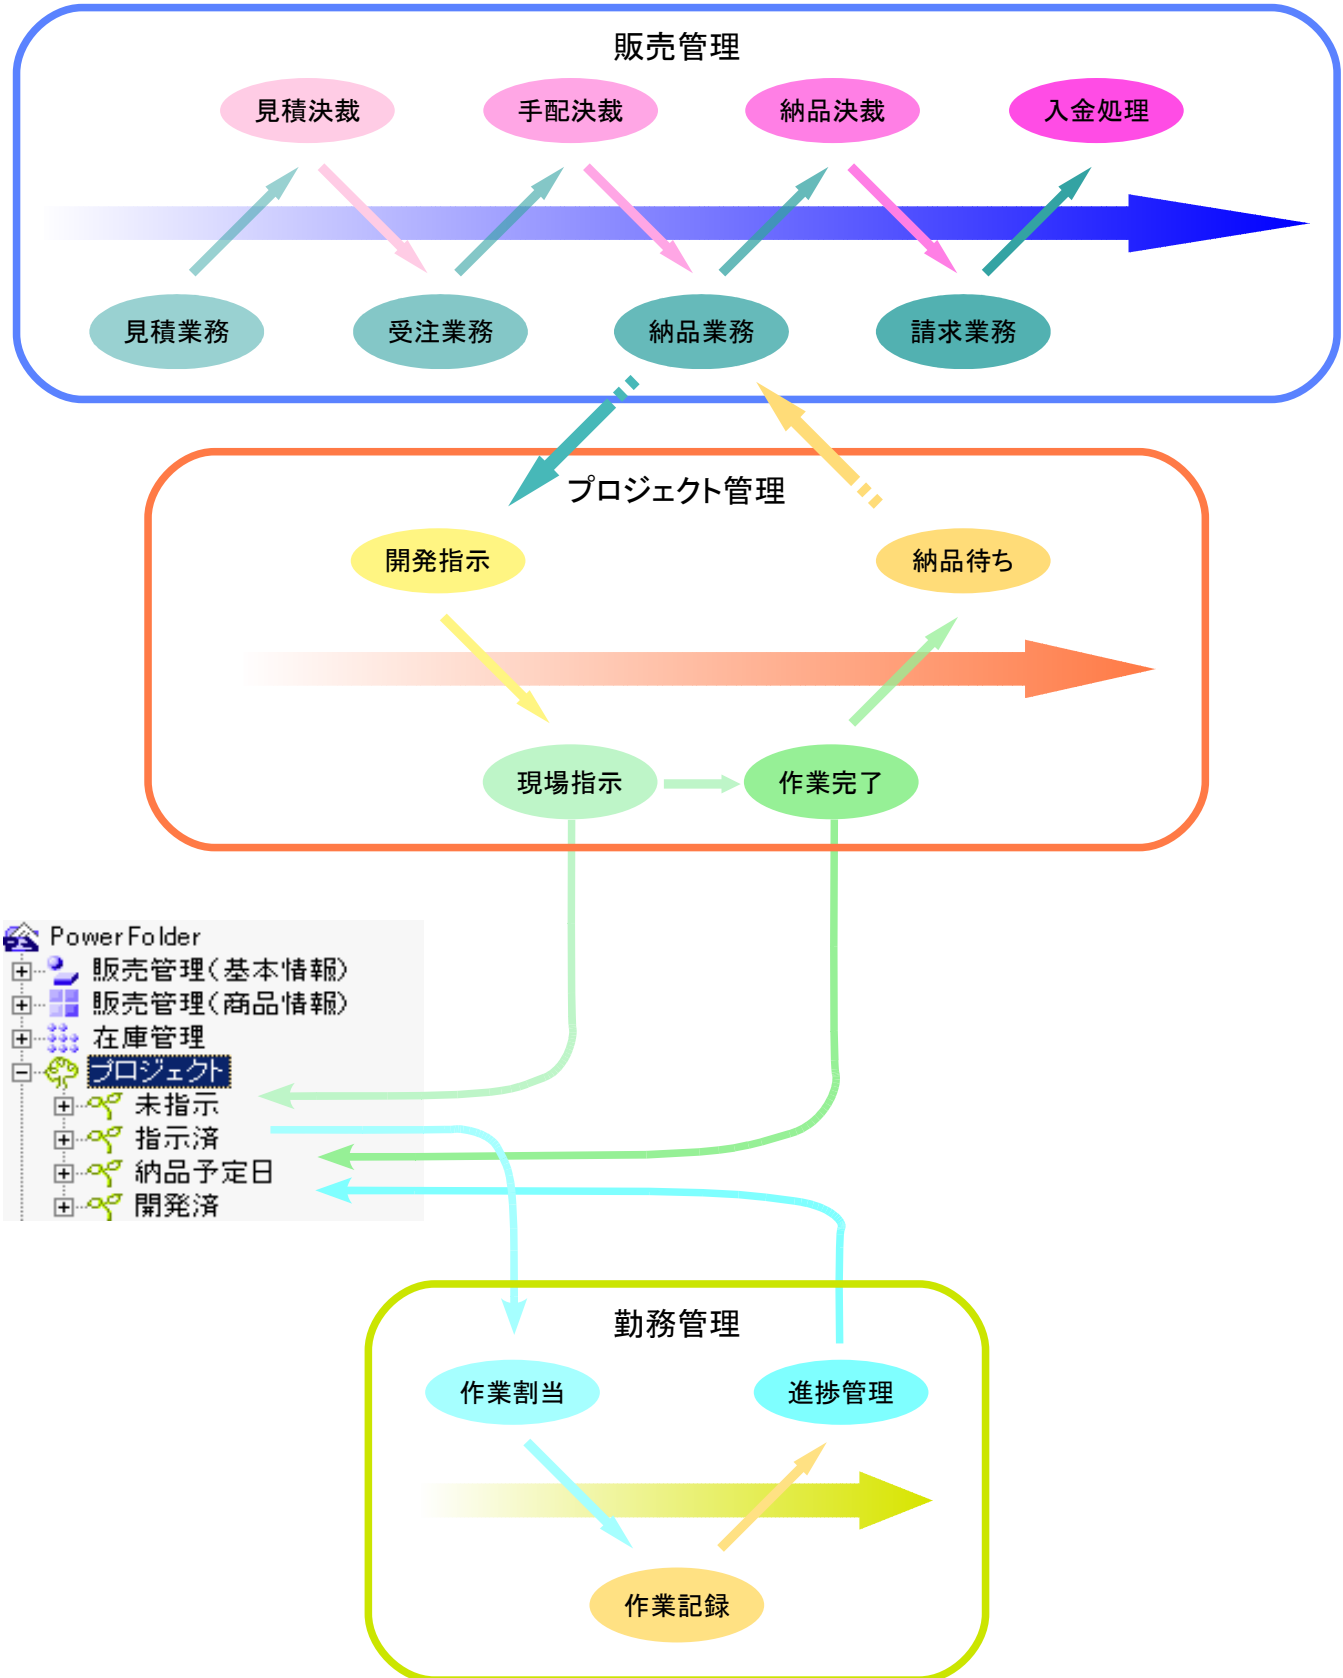 販売管理
見積決裁
手配決裁
納品決裁
入金処理
見積業務
受注業務
納品業務
請求業務
プロジェクト管理
開発指示
納品待ち
現場指示
作業完了
PowerFolder
販売管理(基本情報)
販売管理(商品情報)
在庫管理
プロジェクト
未指示
指示済
納品予定日
開発済
勤務管理
作業割当
進捗管理
作業記録